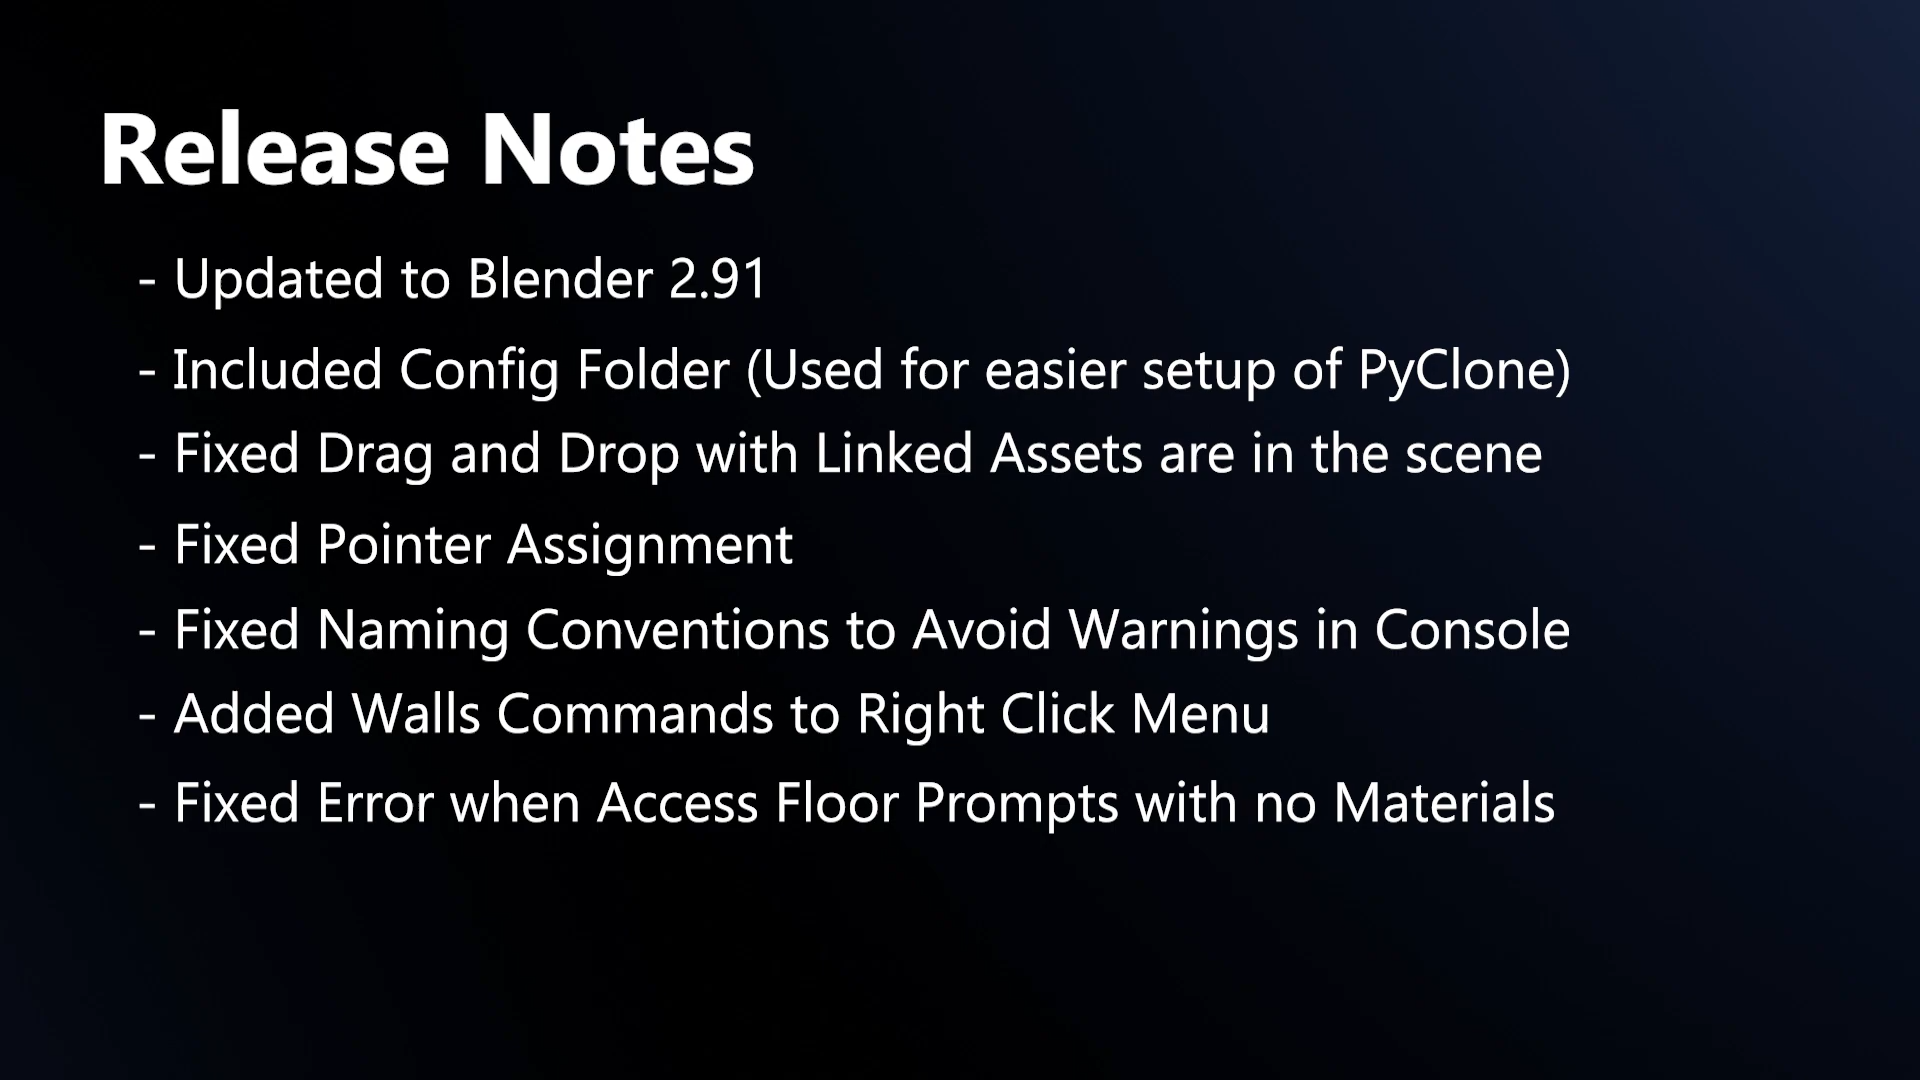 Release Notes
- Updated to Blender 2.91
- Included Config Folder (Used for easier setup of PyClone)
- Fixed Drag and Drop with Linked Assets are in the scene
- Fixed Pointer Assignment
- Fixed Naming Conventions to Avoid Warnings in Console
- Added Walls Commands to Right Click Menu
- Fixed Error when Access Floor Prompts with no Materials